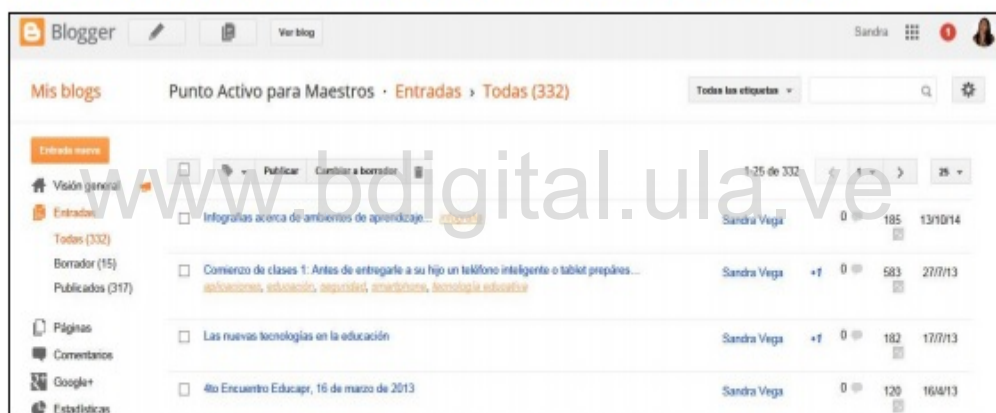 Blogger
Ver blog
Sandra
1
Mis blogs
Punto Activo para Maestros · Entradas › Todas (332)
Todas las etiquetas
Entrada nueva
Publicar
Cambiar a borrador
1-25 de 332
1
25
Visión general
Entradas
Todas (332)
Borrador (15)
Publicados (317)
Páginas
Comentarios
Google+
Estadísticas
Infografias acerca de ambientes de aprendizaje... infografia
Sandra Vega
0
185
13/10/14
Comienzo de clases 1: Antes de entregarle a su hijo un teléfono inteligente o tablet prepáres...
aplicaciones, educación, seguridad, smartphone, tecnología educativa
Sandra Vega
+1
0
583
27/7/13
Las nuevas tecnologías en la educación
Sandra Vega
+1
0
182
17/7/13
4to Encuentro Educapr, 16 de marzo de 2013
Sandra Vega
0
120
16/4/13
www.bdigital.ula.ve